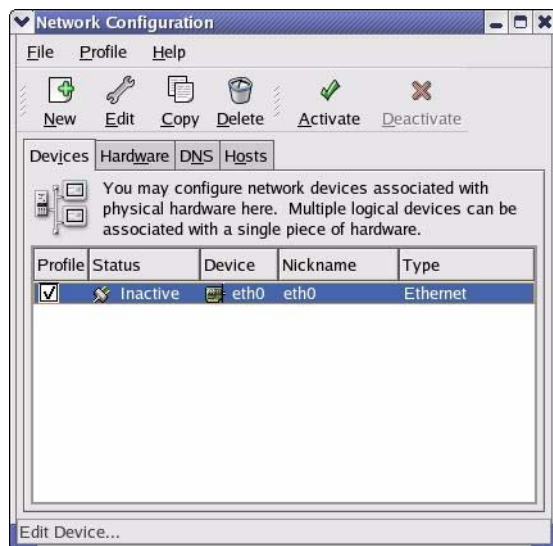 Network Configuration
File Profile Help
New Edit Copy Delete Activate Deactivate
Devices Hardware DNS Hosts
You may configure network devices associated with
physical hardware here. Multiple logical devices can be
associated with a single piece of hardware.
Profile Status Device Nickname Type
Inactive eth0 eth0 Ethernet
Edit Device...